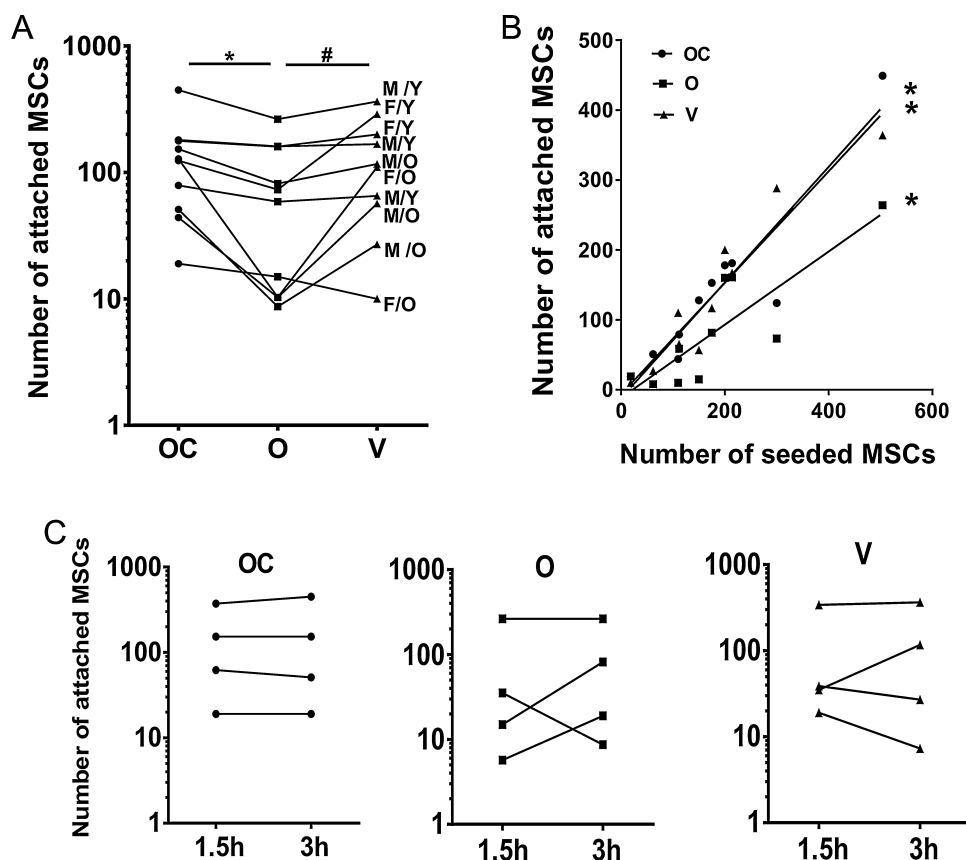 A
Number of attached MSCs
1000
100
10
1
*
#
M /Y
F/Y
F/Y
M/Y
M/O
F/O
M/Y
M/O
M /O
F/O
OC O V
B
Number of attached MSCs
500
400
300
200
100
0
OC
O
V
*
*
*
0 200 400 600
Number of seeded MSCs
C
Number of attached MSCs
OC
1000
100
10
1
1.5h 3h
O
1000
100
10
1
1.5h 3h
V
1000
100
10
1
1.5h 3h